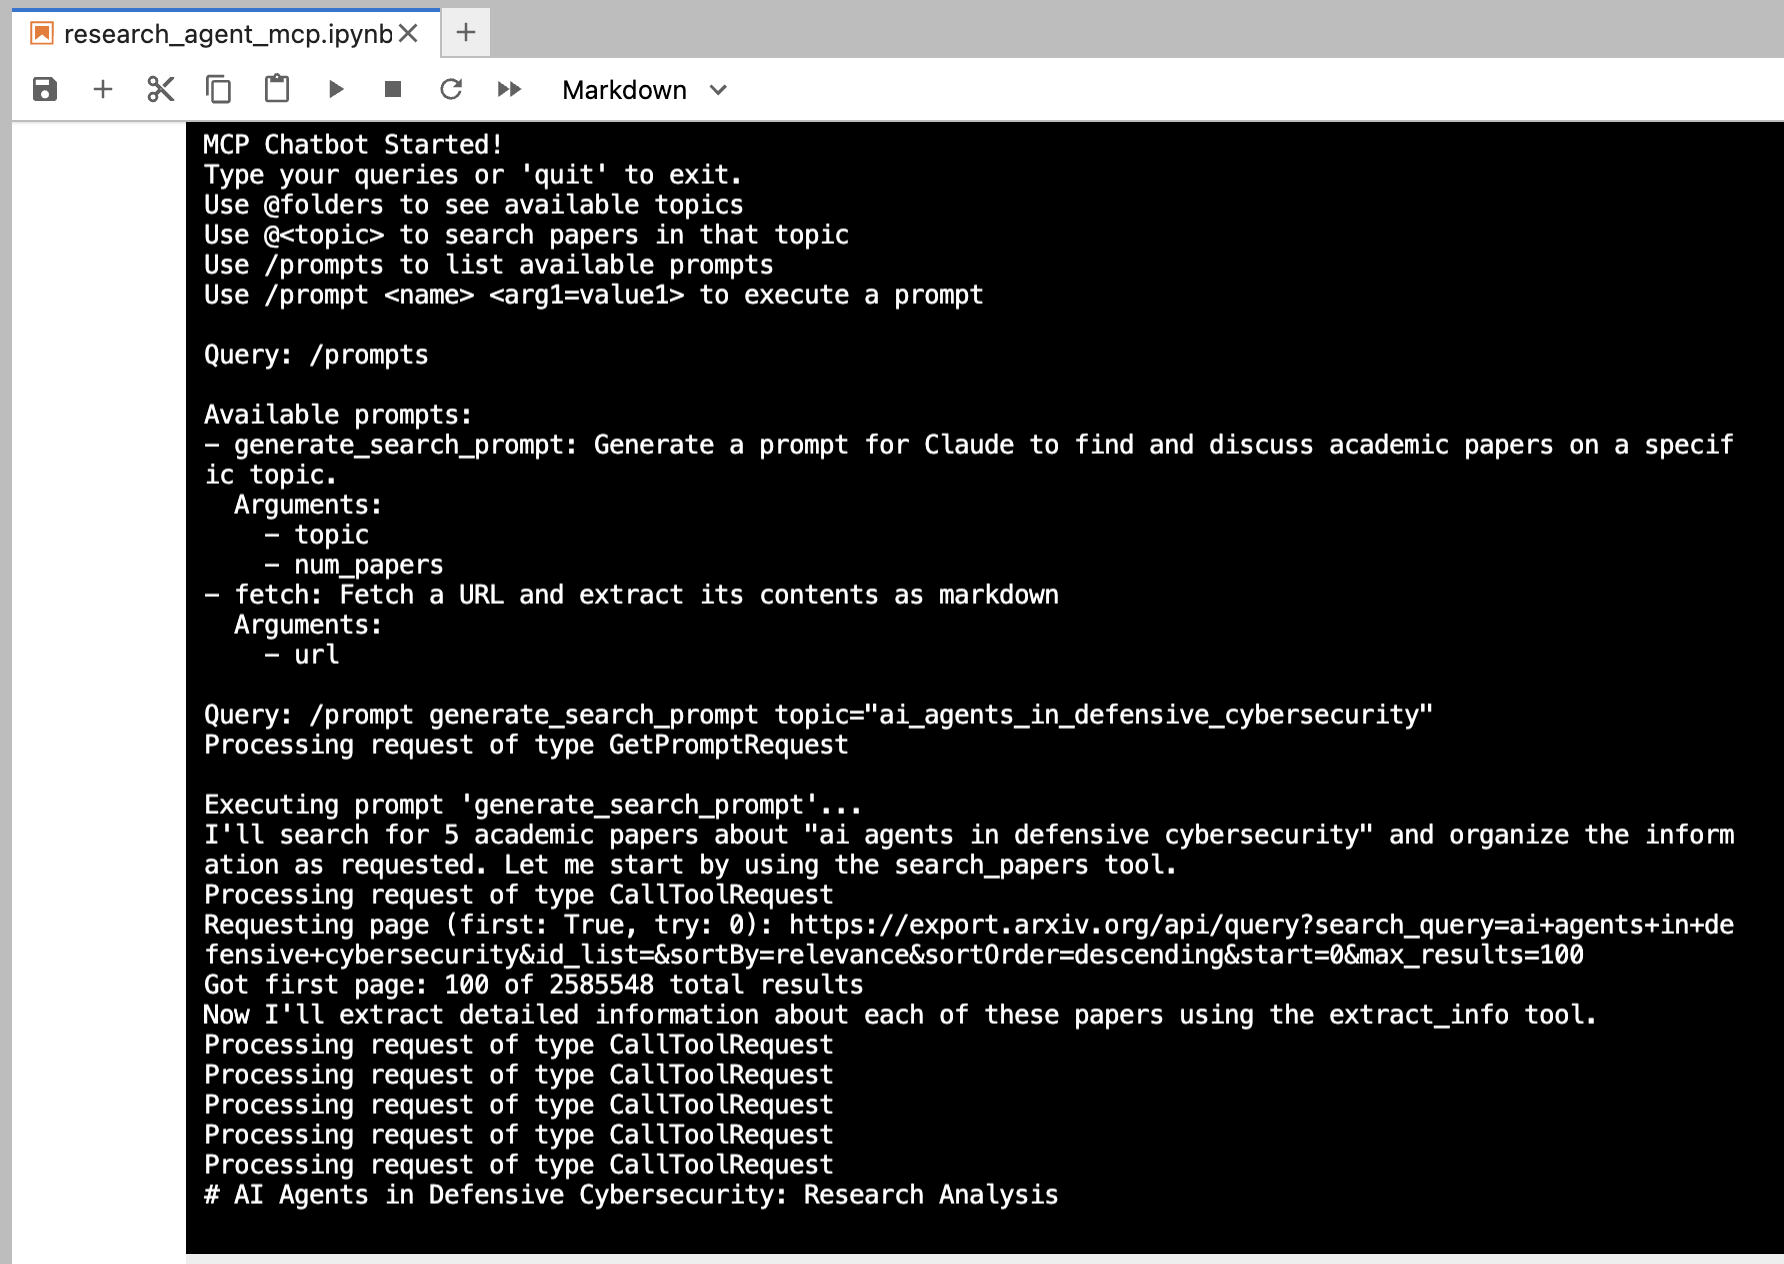 research_agent_mcp.ipynb
Markdown
MCP Chatbot Started!
Type your queries or 'quit' to exit.
Use @folders to see available topics
Use @<topic> to search papers in that topic
Use /prompts to list available prompts
Use /prompt <name> <arg1=value1> to execute a prompt
Query: /prompts
Available prompts:
- generate_search_prompt: Generate a prompt for Claude to find and discuss academic papers on a specif
ic topic.
Arguments:
- topic
- num_papers
- fetch: Fetch a URL and extract its contents as markdown
Arguments:
- url
Query: /prompt generate_search_prompt topic="ai_agents_in_defensive_cybersecurity"
Processing request of type GetPromptRequest
Executing prompt 'generate_search_prompt'...
I'll search for 5 academic papers about "ai agents in defensive cybersecurity" and organize the inform
ation as requested. Let me start by using the search_papers tool.
Processing request of type CallToolRequest
Requesting page (first: True, try: 0): https://export.arxiv.org/api/query?search_query=ai+agents+in+de
fensive+cybersecurity&id_list=&sortBy=relevance&sortOrder=descending&start=0&max_results=100
Got first page: 100 of 2585548 total results
Now I'll extract detailed information about each of these papers using the extract_info tool.
Processing request of type CallToolRequest
Processing request of type CallToolRequest
Processing request of type CallToolRequest
Processing request of type CallToolRequest
Processing request of type CallToolRequest
# AI Agents in Defensive Cybersecurity: Research Analysis